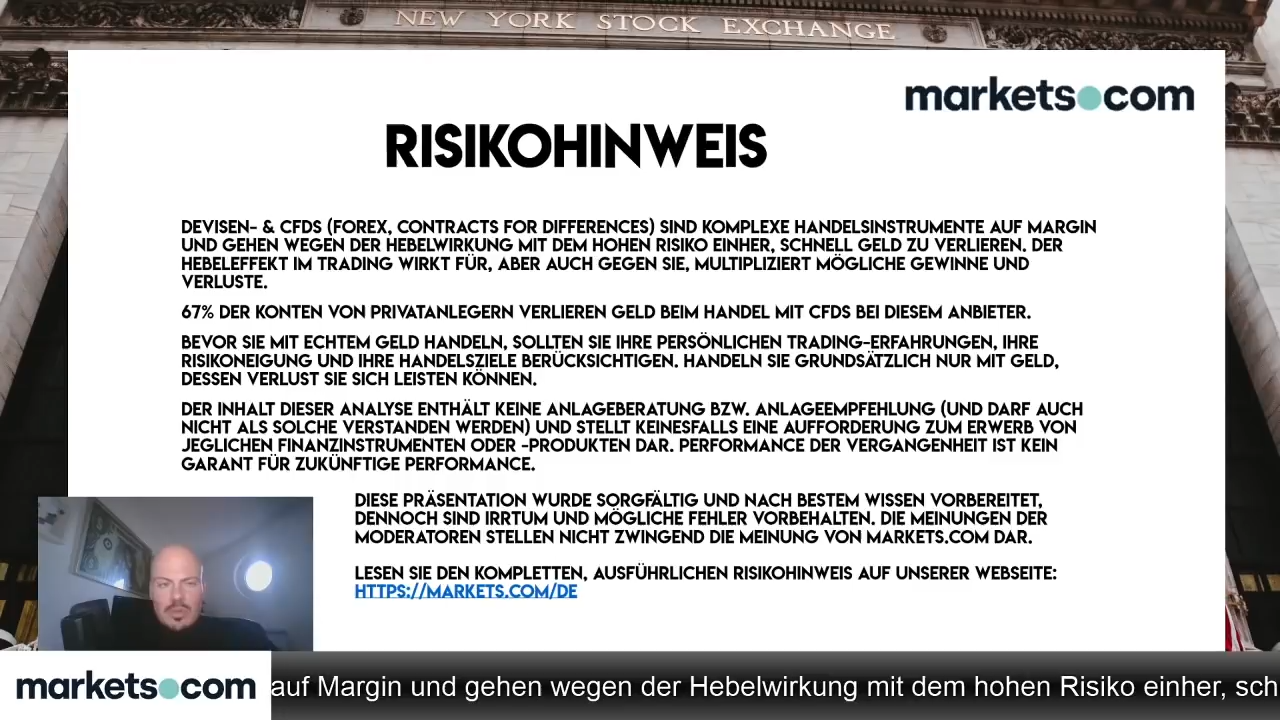 NEW YORK STOCK EXCHANGE
markets.com
RISIKOHINWEIS
DEVISEN- & CFDS (FOREX, CONTRACTS FOR DIFFERENCES) SIND KOMPLEXE HANDELSINSTRUMENTE AUF MARGIN
UND GEHEN WEGEN DER HEBELWIRKUNG MIT DEM HOHEN RISIKO EINHER, SCHNELL GELD ZU VERLIEREN. DER
HEBELEFFEKT IM TRADING WIRKT FÜR, ABER AUCH GEGEN SIE, MULTIPLIZIERT MÖGLICHE GEWINNE UND
VERLUSTE.
67% DER KONTEN VON PRIVATANLEGERN VERLIEREN GELD BEIM HANDEL MIT CFDS BEI DIESEM ANBIETER.
BEVOR SIE MIT ECHTEM GELD HANDELN, SOLLTEN SIE IHRE PERSÖNLICHEN TRADING-ERFAHRUNGEN, IHRE
RISIKONEIGUNG UND IHRE HANDELSZIELE BERÜCKSICHTIGEN. HANDELN SIE GRUNDSÄTZLICH NUR MIT GELD,
DESSEN VERLUST SIE SICH LEISTEN KÖNNEN.
DER INHALT DIESER ANALYSE ENTHÄLT KEINE ANLAGEBERATUNG BZW. ANLAGEEMPFEHLUNG (UND DARF AUCH
NICHT ALS SOLCHE VERSTANDEN WERDEN) UND STELLT KEINESFALLS EINE AUFFORDERUNG ZUM ERWERB VON
JEGLICHEN FINANZINSTRUMENTEN ODER -PRODUKTEN DAR. PERFORMANCE DER VERGANGENHEIT IST KEIN
GARANT FÜR ZUKÜNFTIGE PERFORMANCE.
DIESE PRÄSENTATION WURDE SORGFÄLTIG UND NACH BESTEM WISSEN VORBEREITET,
DENNOCH SIND IRRTUM UND MÖGLICHE FEHLER VORBEHALTEN. DIE MEINUNGEN DER
MODERATOREN STELLEN NICHT ZWINGEND DIE MEINUNG VON MARKETS.COM DAR.
LESEN SIE DEN KOMPLETTEN, AUSFÜHRLICHEN RISIKOHINWEIS AUF UNSERER WEBSEITE:
HTTPS://MARKETS.COM/DE
markets.com
auf Margin und gehen wegen der Hebelwirkung mit dem hohen Risiko einher, sch